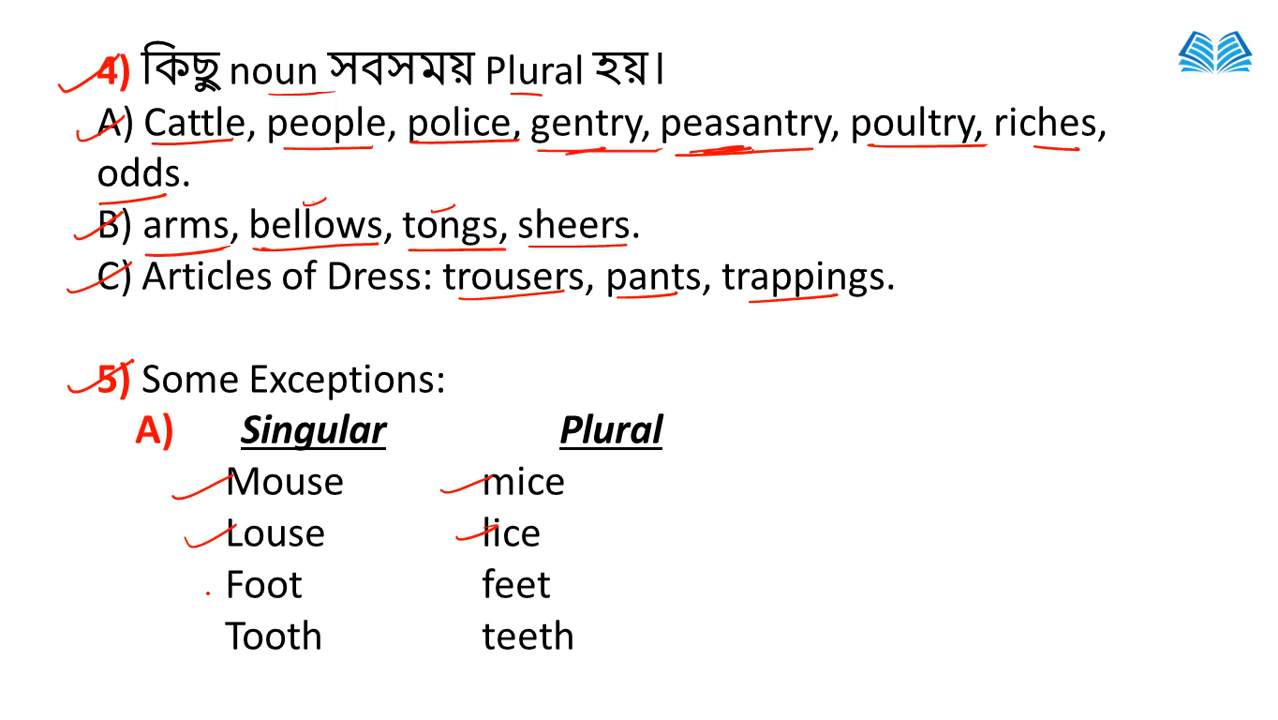 4) কিছু noun সবসময় Plural হয়।
A) Cattle, people, police, gentry, peasantry, poultry, riches,
odds.
B) arms, bellows, tongs, sheers.
C) Articles of Dress: trousers, pants, trappings.
5) Some Exceptions:
A) Singular Plural
Mouse mice
Louse lice
Foot feet
Tooth teeth